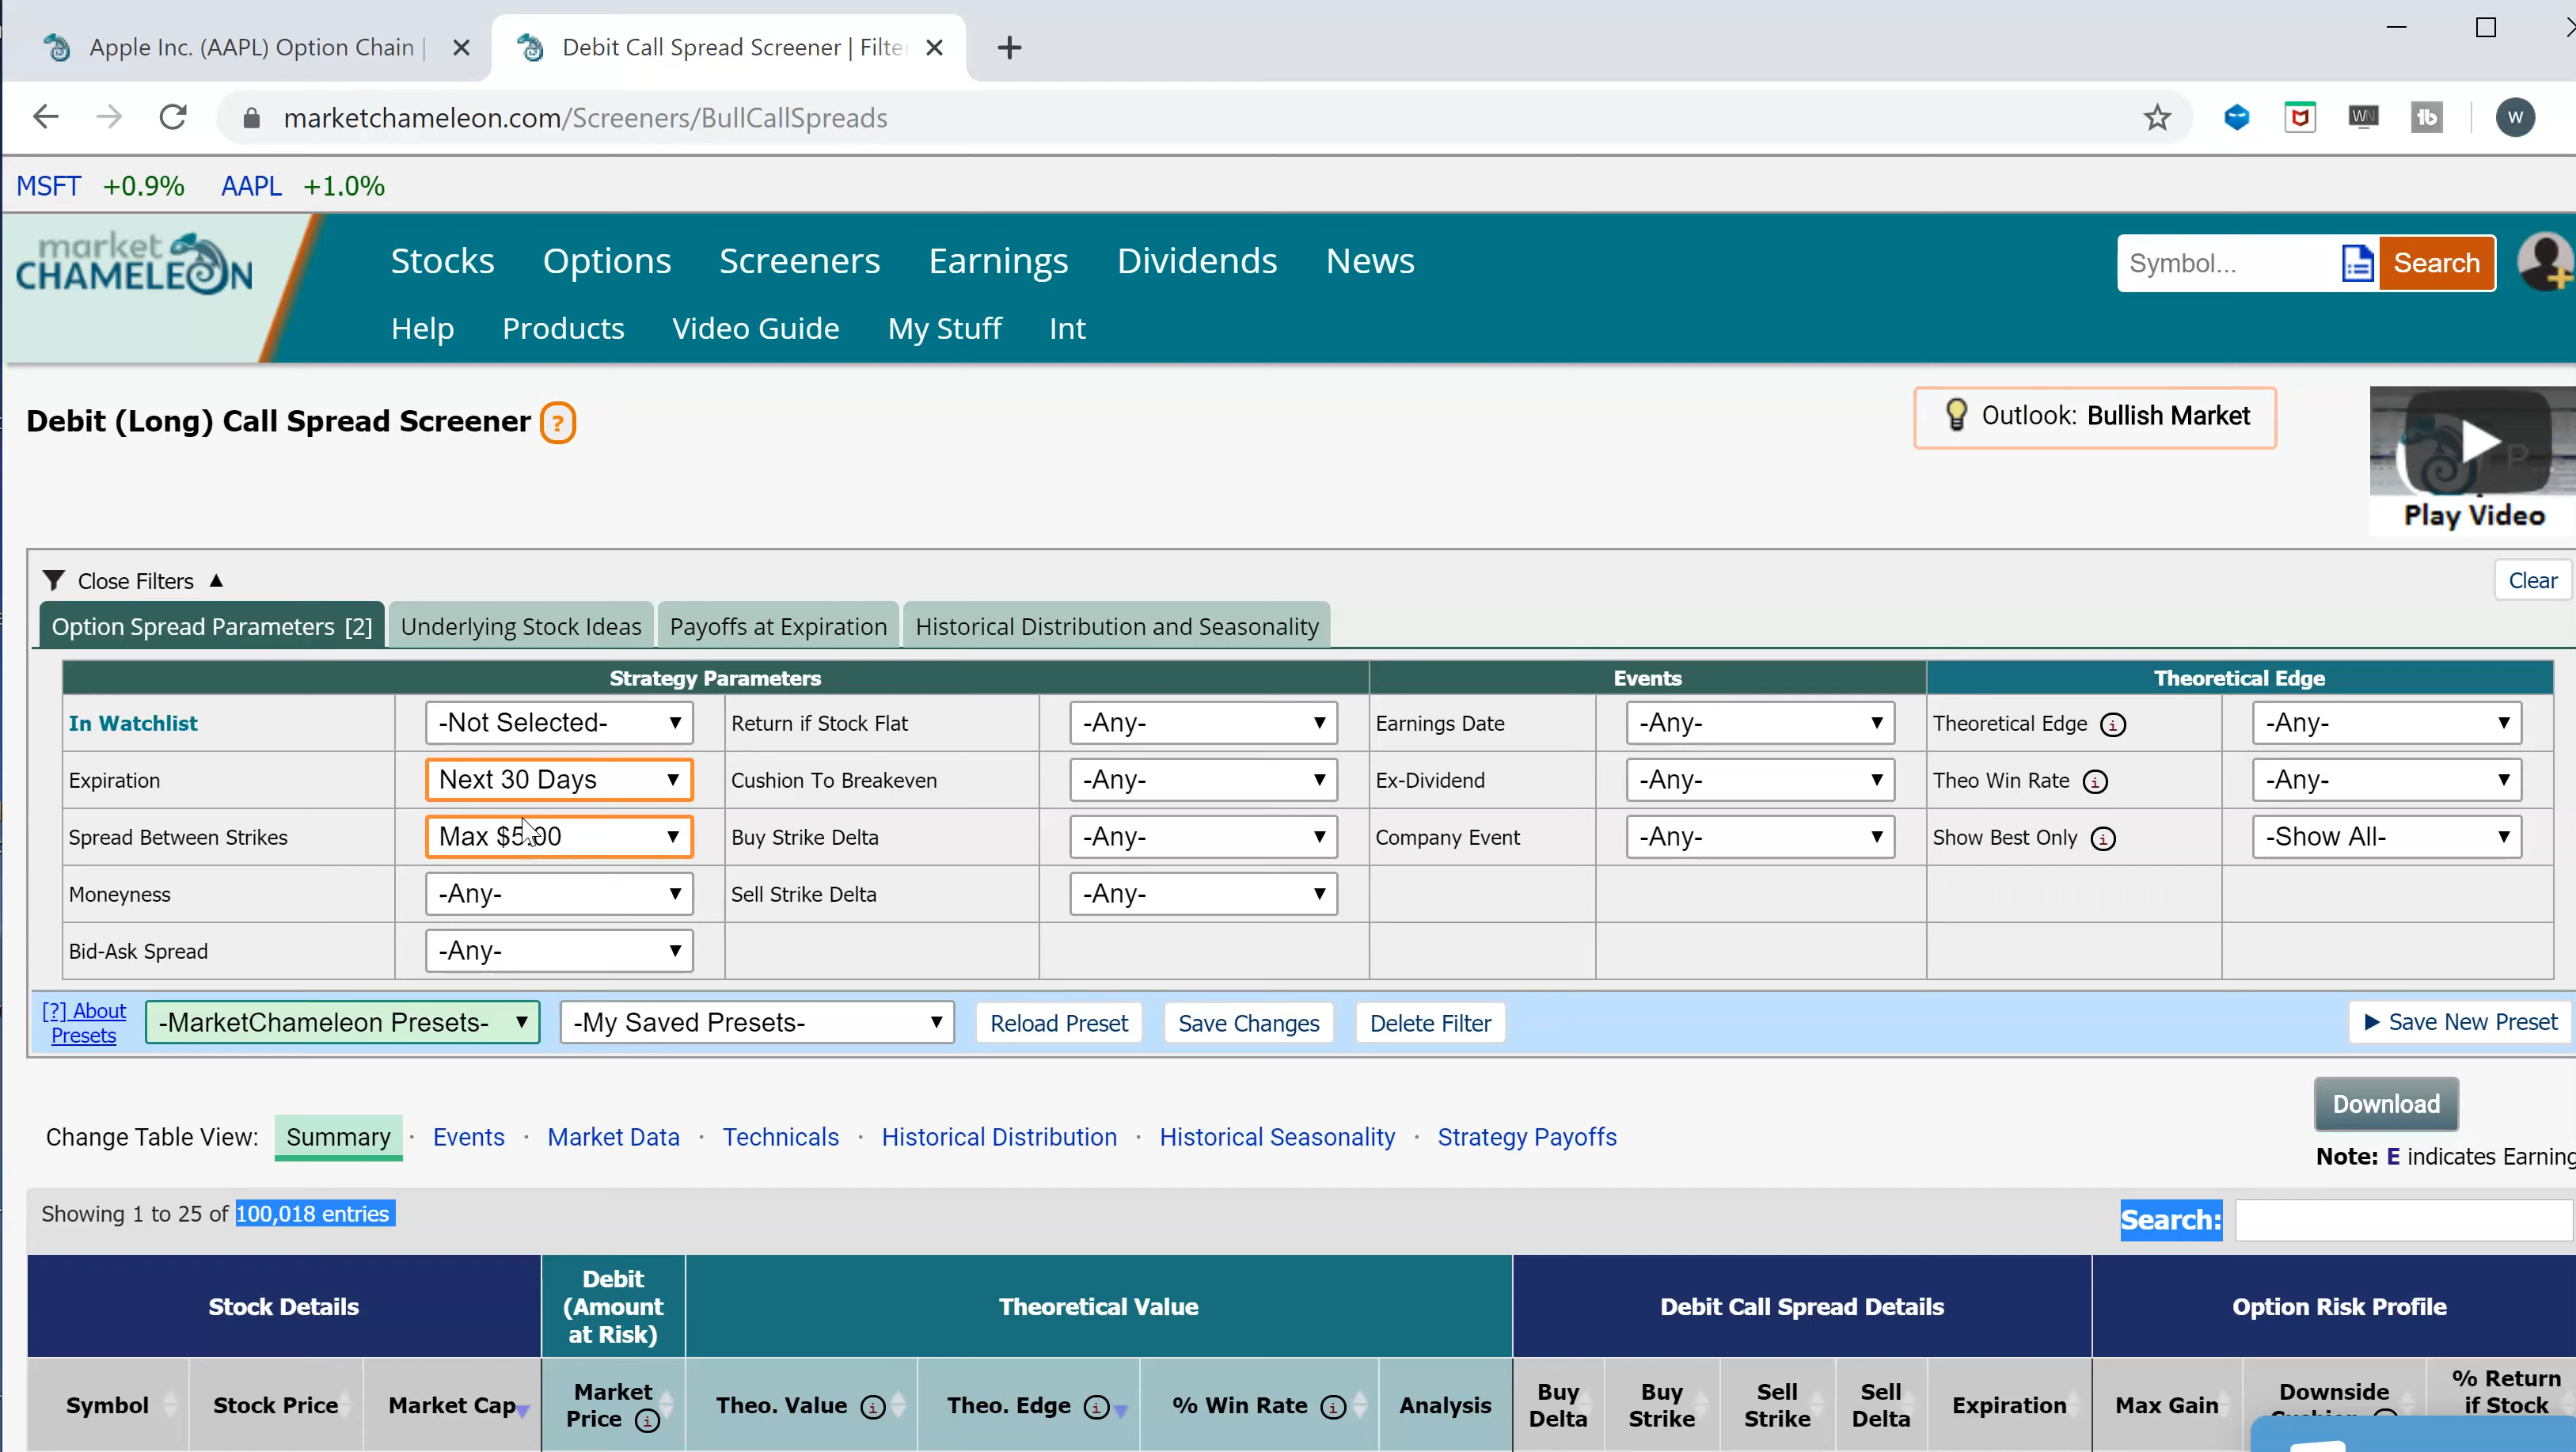 Apple Inc. (AAPL) Option Chain |
Debit Call Spread Screener | Filte
marketchameleon.com/Screeners/BullCallSpreads
W
MSFT +0.9% AAPL +1.0%
market
CHAMELEON
Stocks Options Screeners Earnings Dividends News
Symbol... Search
Help Products Video Guide My Stuff Int
Debit (Long) Call Spread Screener ?
Outlook: Bullish Market
Play Video
Close Filters ▲
Clear
Option Spread Parameters [2] Underlying Stock Ideas Payoffs at Expiration Historical Distribution and Seasonality
Strategy Parameters Events Theoretical Edge
In Watchlist -Not Selected- Return if Stock Flat -Any- Earnings Date -Any- Theoretical Edge i -Any-
Expiration Next 30 Days Cushion To Breakeven -Any- Ex-Dividend -Any- Theo Win Rate i -Any-
Spread Between Strikes Max $5.00 Buy Strike Delta -Any- Company Event -Any- Show Best Only i -Show All-
Moneyness -Any- Sell Strike Delta -Any-
Bid-Ask Spread -Any-
[?] About
Presets
-MarketChameleon Presets- -My Saved Presets- Reload Preset Save Changes Delete Filter ▶ Save New Preset
Download
Change Table View: Summary · Events · Market Data · Technicals · Historical Distribution · Historical Seasonality · Strategy Payoffs
Note: E indicates Earning
Showing 1 to 25 of 100,018 entries
Search:
Stock Details
Debit
(Amount
at Risk)
Theoretical Value
Debit Call Spread Details
Option Risk Profile
Symbol
Stock Price
Market Cap
Market
Price i
Theo. Value i
Theo. Edge i
% Win Rate i
Analysis
Buy
Delta
Buy
Strike
Sell
Strike
Sell
Delta
Expiration
Max Gain
Downside
% Return
if Stock